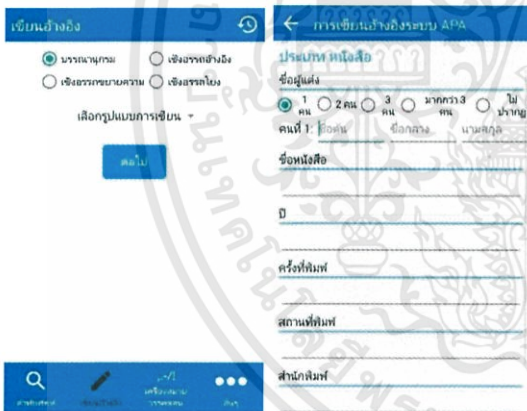 เขียนอ้างอิง
บรรณานุกรม
เชิงอรรถอ้างอิง
เชิงอรรถขยายความ
เชิงอรรถโยง
เลือกรูปแบบการเขียน
ต่อไป
อื่นๆ
การเขียนอ้างอิงระบบ APA
ประเภท หนังสือ
ชื่อผู้แต่ง
1 คน
2 คน
3 คน
มากกว่า 3 คน
ไม่ปรากฏ
คนที่ 1: ชื่อต้น ชื่อกลาง นามสกุล
ชื่อหนังสือ
ปี
ครั้งที่พิมพ์
สถานที่พิมพ์
สำนักพิมพ์